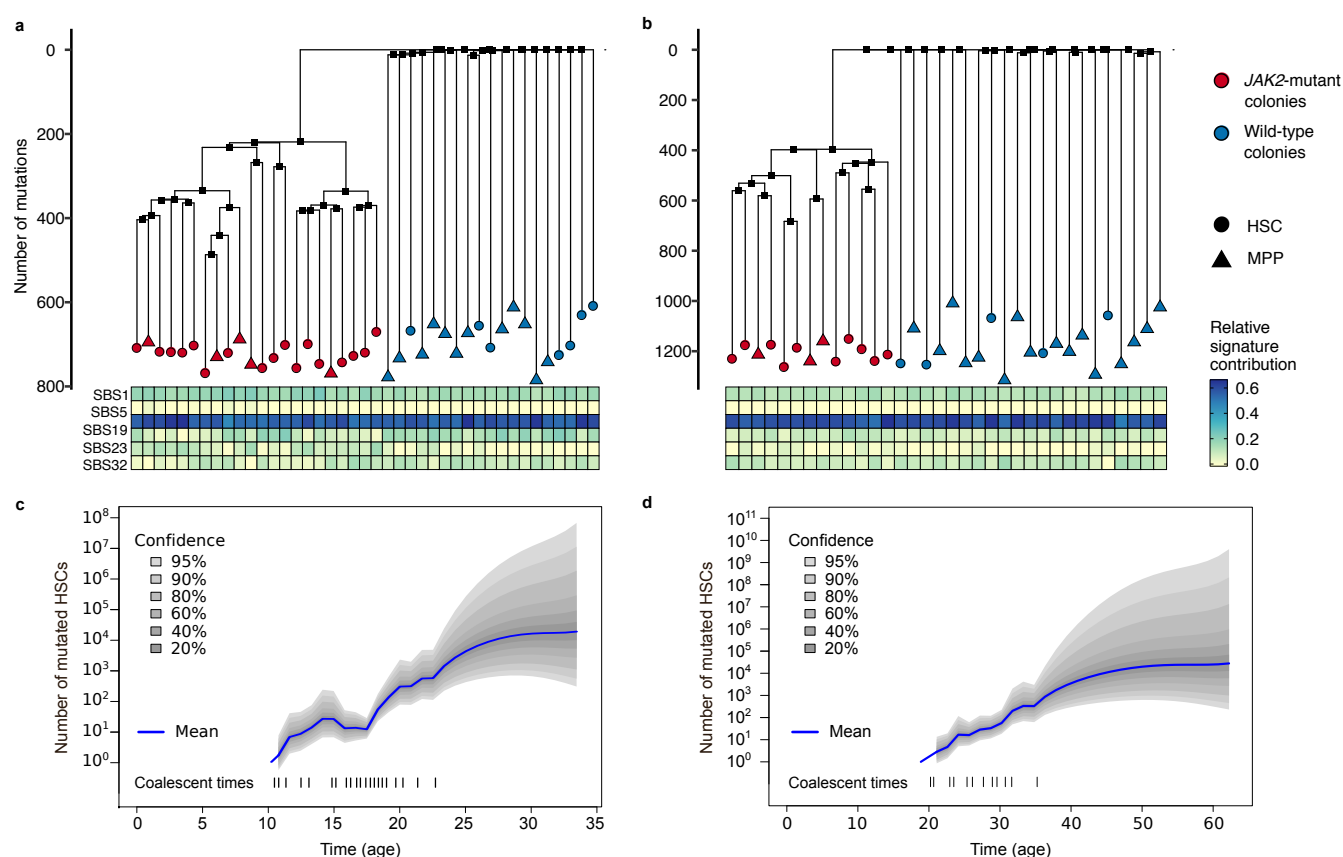 a
b
0
200
400
600
800
Number of mutations
0
200
400
600
800
1000
1200
JAK2-mutant
colonies
Wild-type
colonies
HSC
MPP
Relative
signature
contribution
0.6
0.4
0.2
0.0
SBS1
SBS5
SBS19
SBS23
SBS32
c
10⁸
10⁷
10⁶
10⁵
10⁴
10³
10²
10¹
10⁰
Number of mutated HSCs
Confidence
95%
90%
80%
60%
40%
20%
Mean
Coalescent times
0 5 10 15 20 25 30 35
Time (age)
d
10¹¹
10¹⁰
10⁹
10⁸
10⁷
10⁶
10⁵
10⁴
10³
10²
10¹
10⁰
Number of mutated HSCs
Confidence
95%
90%
80%
60%
40%
20%
Mean
Coalescent times
0 10 20 30 40 50 60
Time (age)